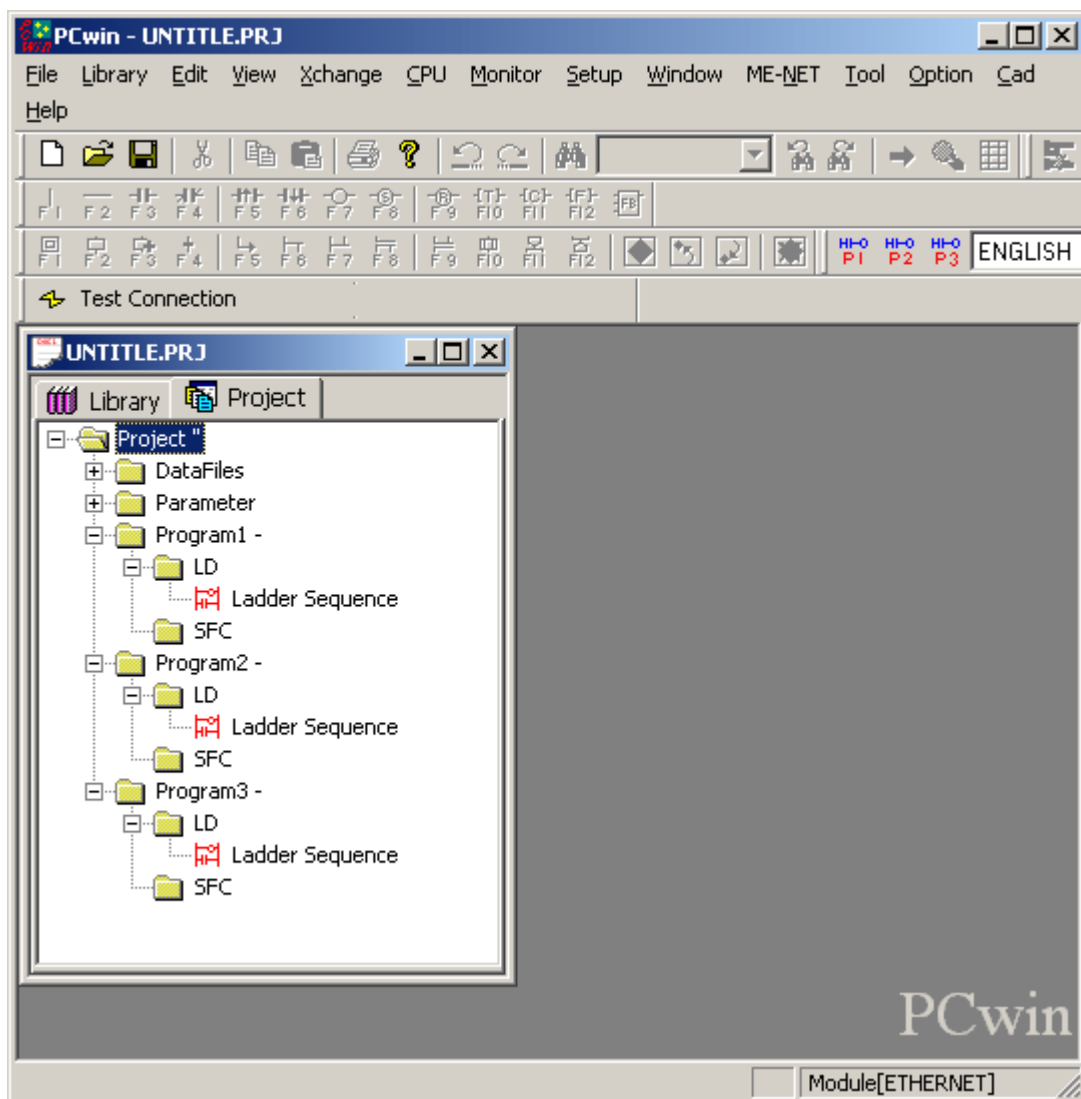 PCwin - UNTITLE.PRJ
File Library Edit View Xchange CPU Monitor Setup Window ME-NET Tool Option Cad
Help
F1 F2 F3 F4 F5 F6 F7 F8 F9 F10 F11 F12 FB
F1 F2 F3 F4 F5 F6 F7 F8 F9 F10 F11 F12 P1 P2 P3 ENGLISH
Test Connection
UNTITLE.PRJ
Library Project
Project "
DataFiles
Parameter
Program1 -
LD
Ladder Sequence
SFC
Program2 -
LD
Ladder Sequence
SFC
Program3 -
LD
Ladder Sequence
SFC
PCwin
Module[ETHERNET]